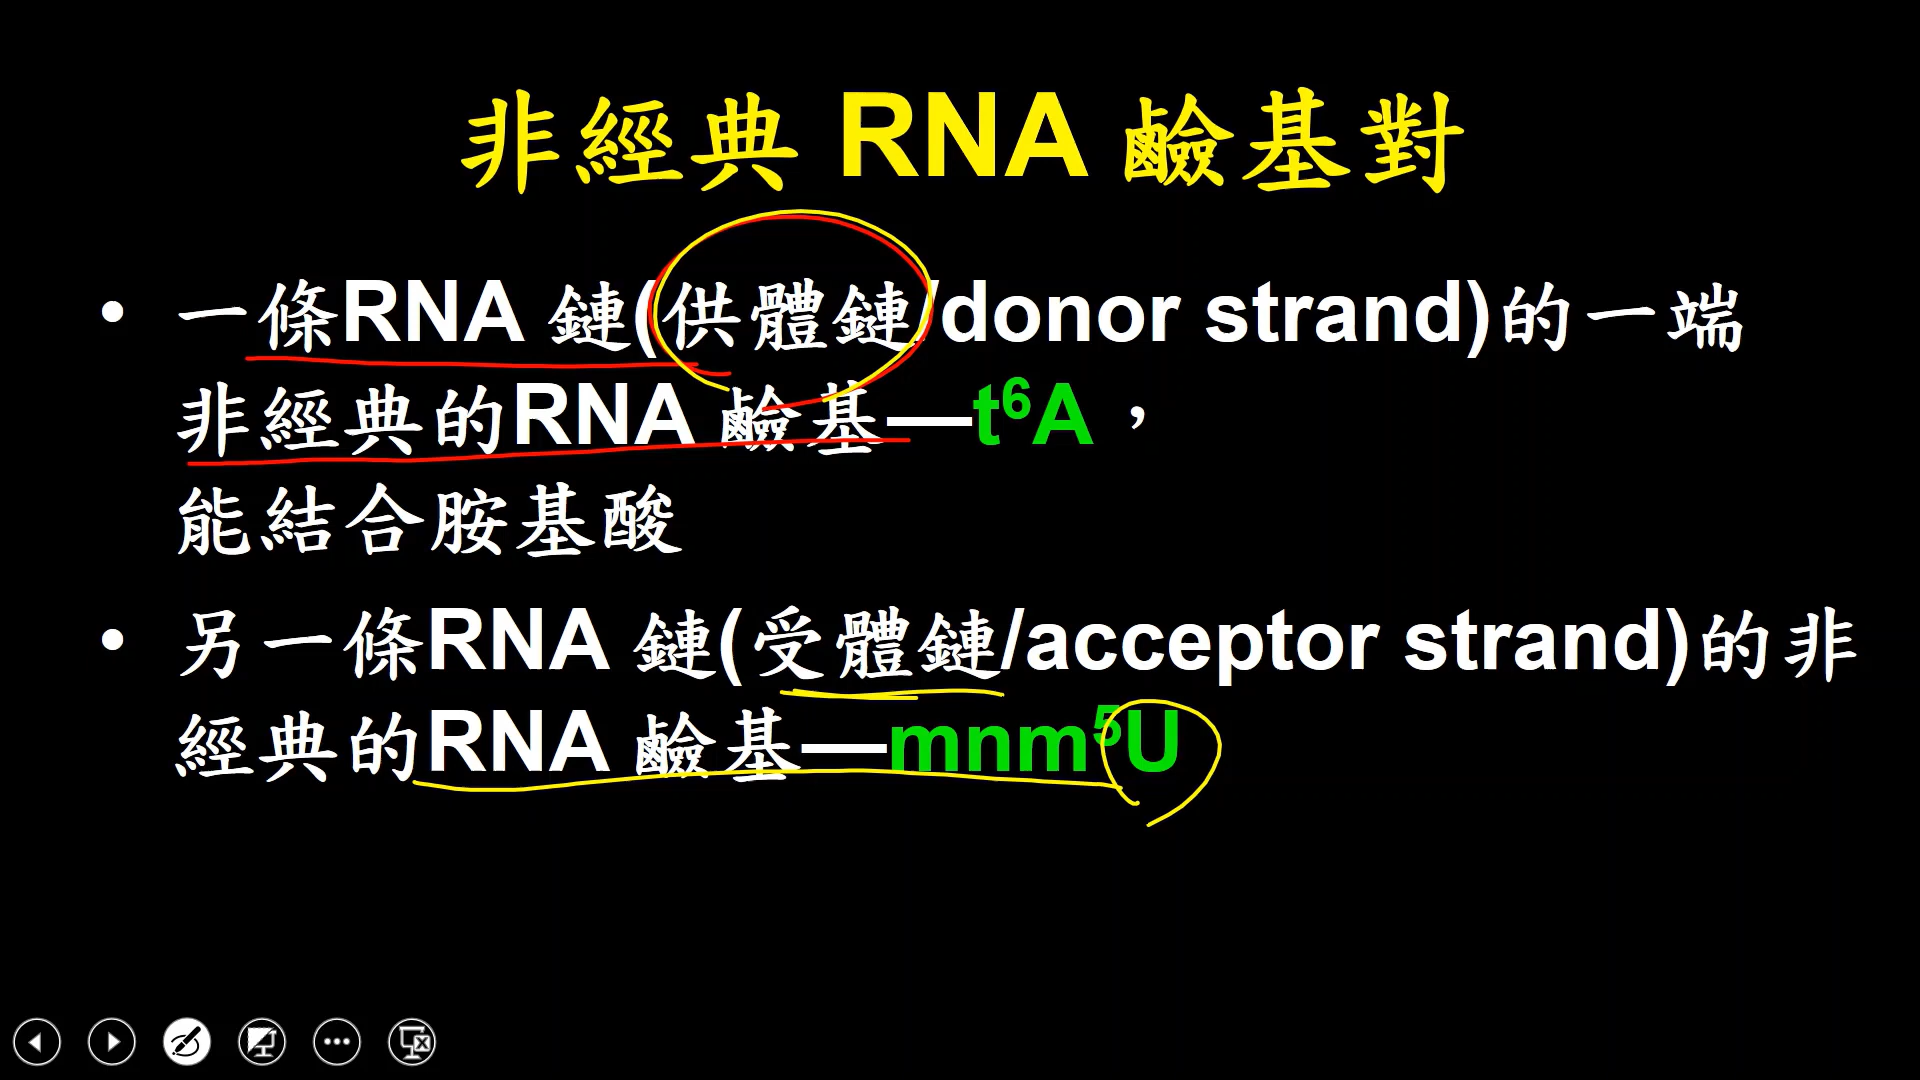 非經典 RNA 鹼基對
• 一條RNA 鏈(供體鏈/donor strand)的一端
非經典的RNA 鹼基—t⁶A，
能結合胺基酸
• 另一條RNA 鏈(受體鏈/acceptor strand)的非
經典的RNA 鹼基—mnm⁵U